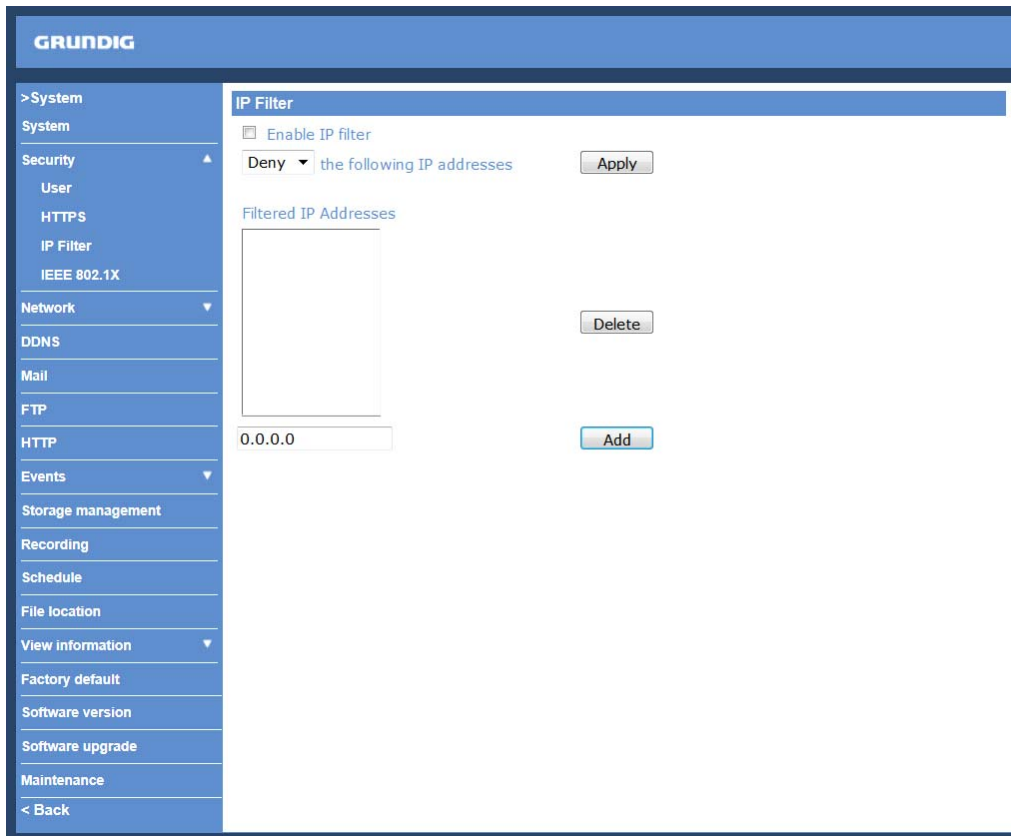 GRUNDIG
>System
System
Security
User
HTTPS
IP Filter
IEEE 802.1X
Network
DDNS
Mail
FTP
HTTP
Events
Storage management
Recording
Schedule
File location
View information
Factory default
Software version
Software upgrade
Maintenance
< Back
IP Filter
Enable IP filter
Deny the following IP addresses Apply
Filtered IP Addresses
Delete
0.0.0.0 Add